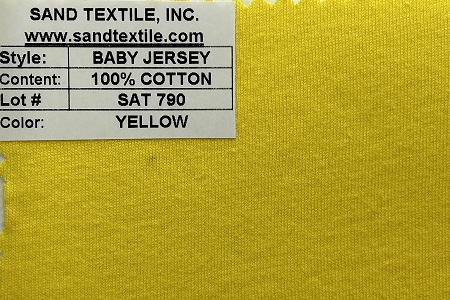 SAND TEXTILE, INC.
www.sandtextile.com
Style: BABY JERSEY
Content: 100% COTTON
Lot # SAT 790
Color: YELLOW